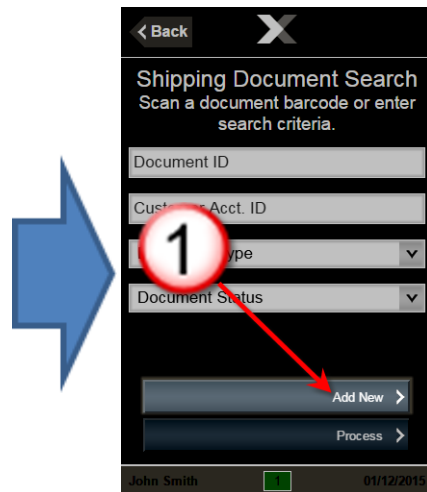 Back
Shipping Document Search
Scan a document barcode or enter
search criteria.
Document ID
Acct. ID
Document Status
1
Add New
Process
John Smith 1 01/12/2015